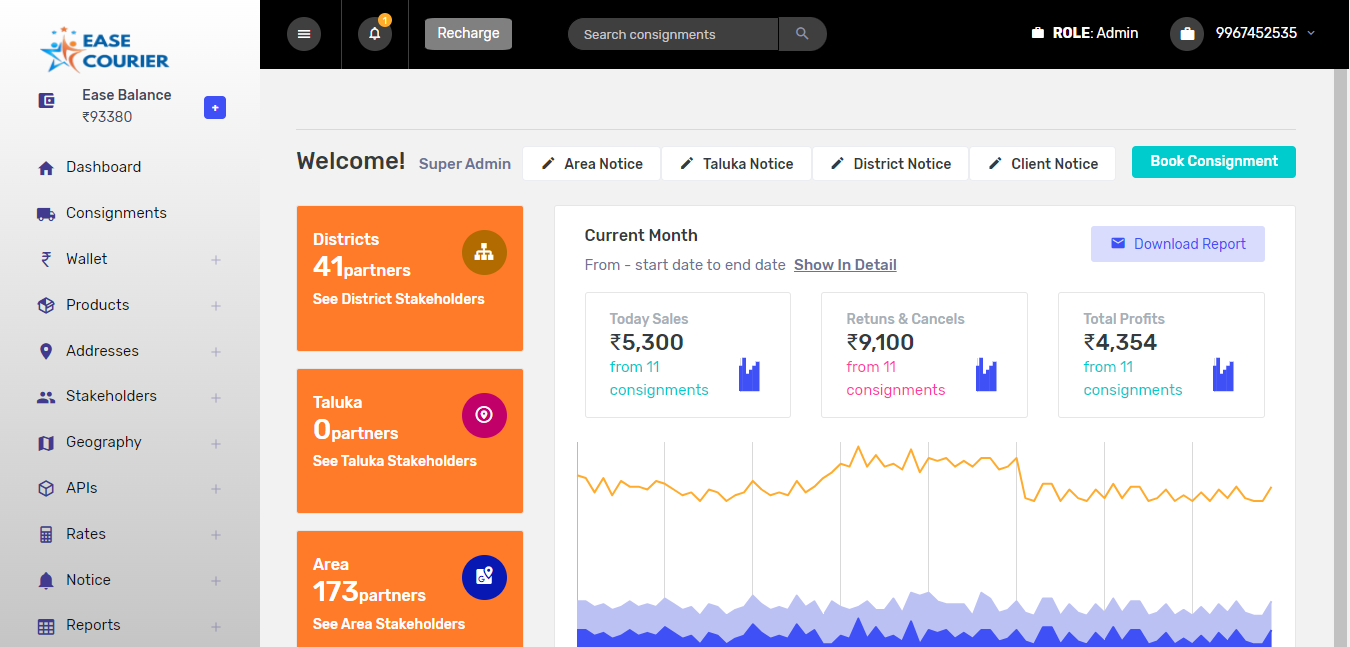 EASE
COURIER
Ease Balance
₹93380
+
Dashboard
Consignments
Wallet
Products
Addresses
Stakeholders
Geography
APIs
Rates
Notice
Reports
1
Recharge
Search consignments
ROLE: Admin
9967452535
Welcome! Super Admin
Area Notice
Taluka Notice
District Notice
Client Notice
Book Consignment
Districts
41partners
See District Stakeholders
Taluka
0partners
See Taluka Stakeholders
Area
173partners
See Area Stakeholders
Current Month
From - start date to end date Show In Detail
Download Report
Today Sales
₹5,300
from 11
consignments
Retuns & Cancels
₹9,100
from 11
consignments
Total Profits
₹4,354
from 11
consignments